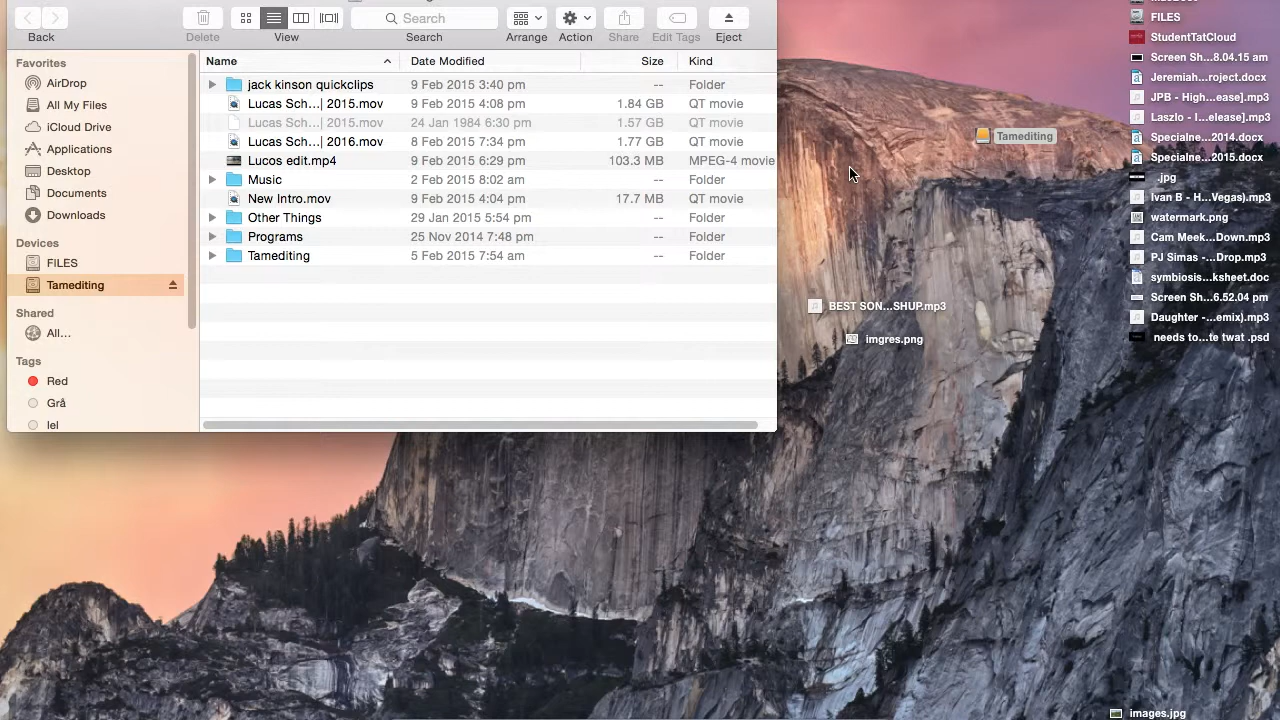 Back
Delete
View
Search
Search
Arrange
Action
Share
Edit Tags
Eject
Favorites
AirDrop
All My Files
iCloud Drive
Applications
Desktop
Documents
Downloads
Devices
FILES
Tamediting
Shared
All...
Tags
Red
Grå
lel
Name Date Modified Size Kind
jack kinson quickclips 9 Feb 2015 3:40 pm -- Folder
Lucas Sch...| 2015.mov 9 Feb 2015 4:08 pm 1.84 GB QT movie
Lucas Sch...| 2015.mov 24 Jan 1984 6:30 pm 1.57 GB QT movie
Lucas Sch...| 2016.mov 8 Feb 2015 7:34 pm 1.77 GB QT movie
Lucos edit.mp4 9 Feb 2015 6:29 pm 103.3 MB MPEG-4 movie
Music 2 Feb 2015 8:02 am -- Folder
New Intro.mov 9 Feb 2015 4:04 pm 17.7 MB QT movie
Other Things 29 Jan 2015 5:54 pm -- Folder
Programs 25 Nov 2014 7:48 pm -- Folder
Tamediting 5 Feb 2015 7:54 am -- Folder
Tamediting
BEST SON...SHUP.mp3
imgres.png
FILES
StudentTatCloud
Screen Sh...8.04.15 am
Jeremiah...roject.docx
JPB - High...ease].mp3
Laszlo - I...elease].mp3
Specialne...2014.docx
Specialne...2015.docx
.jpg
Ivan B - H...Vegas).mp3
watermark.png
Cam Meek...Down.mp3
PJ Simas -...Drop.mp3
symbiosis...ksheet.doc
Screen Sh...6.52.04 pm
Daughter -...emix).mp3
needs to...te twat .psd
images.jpg